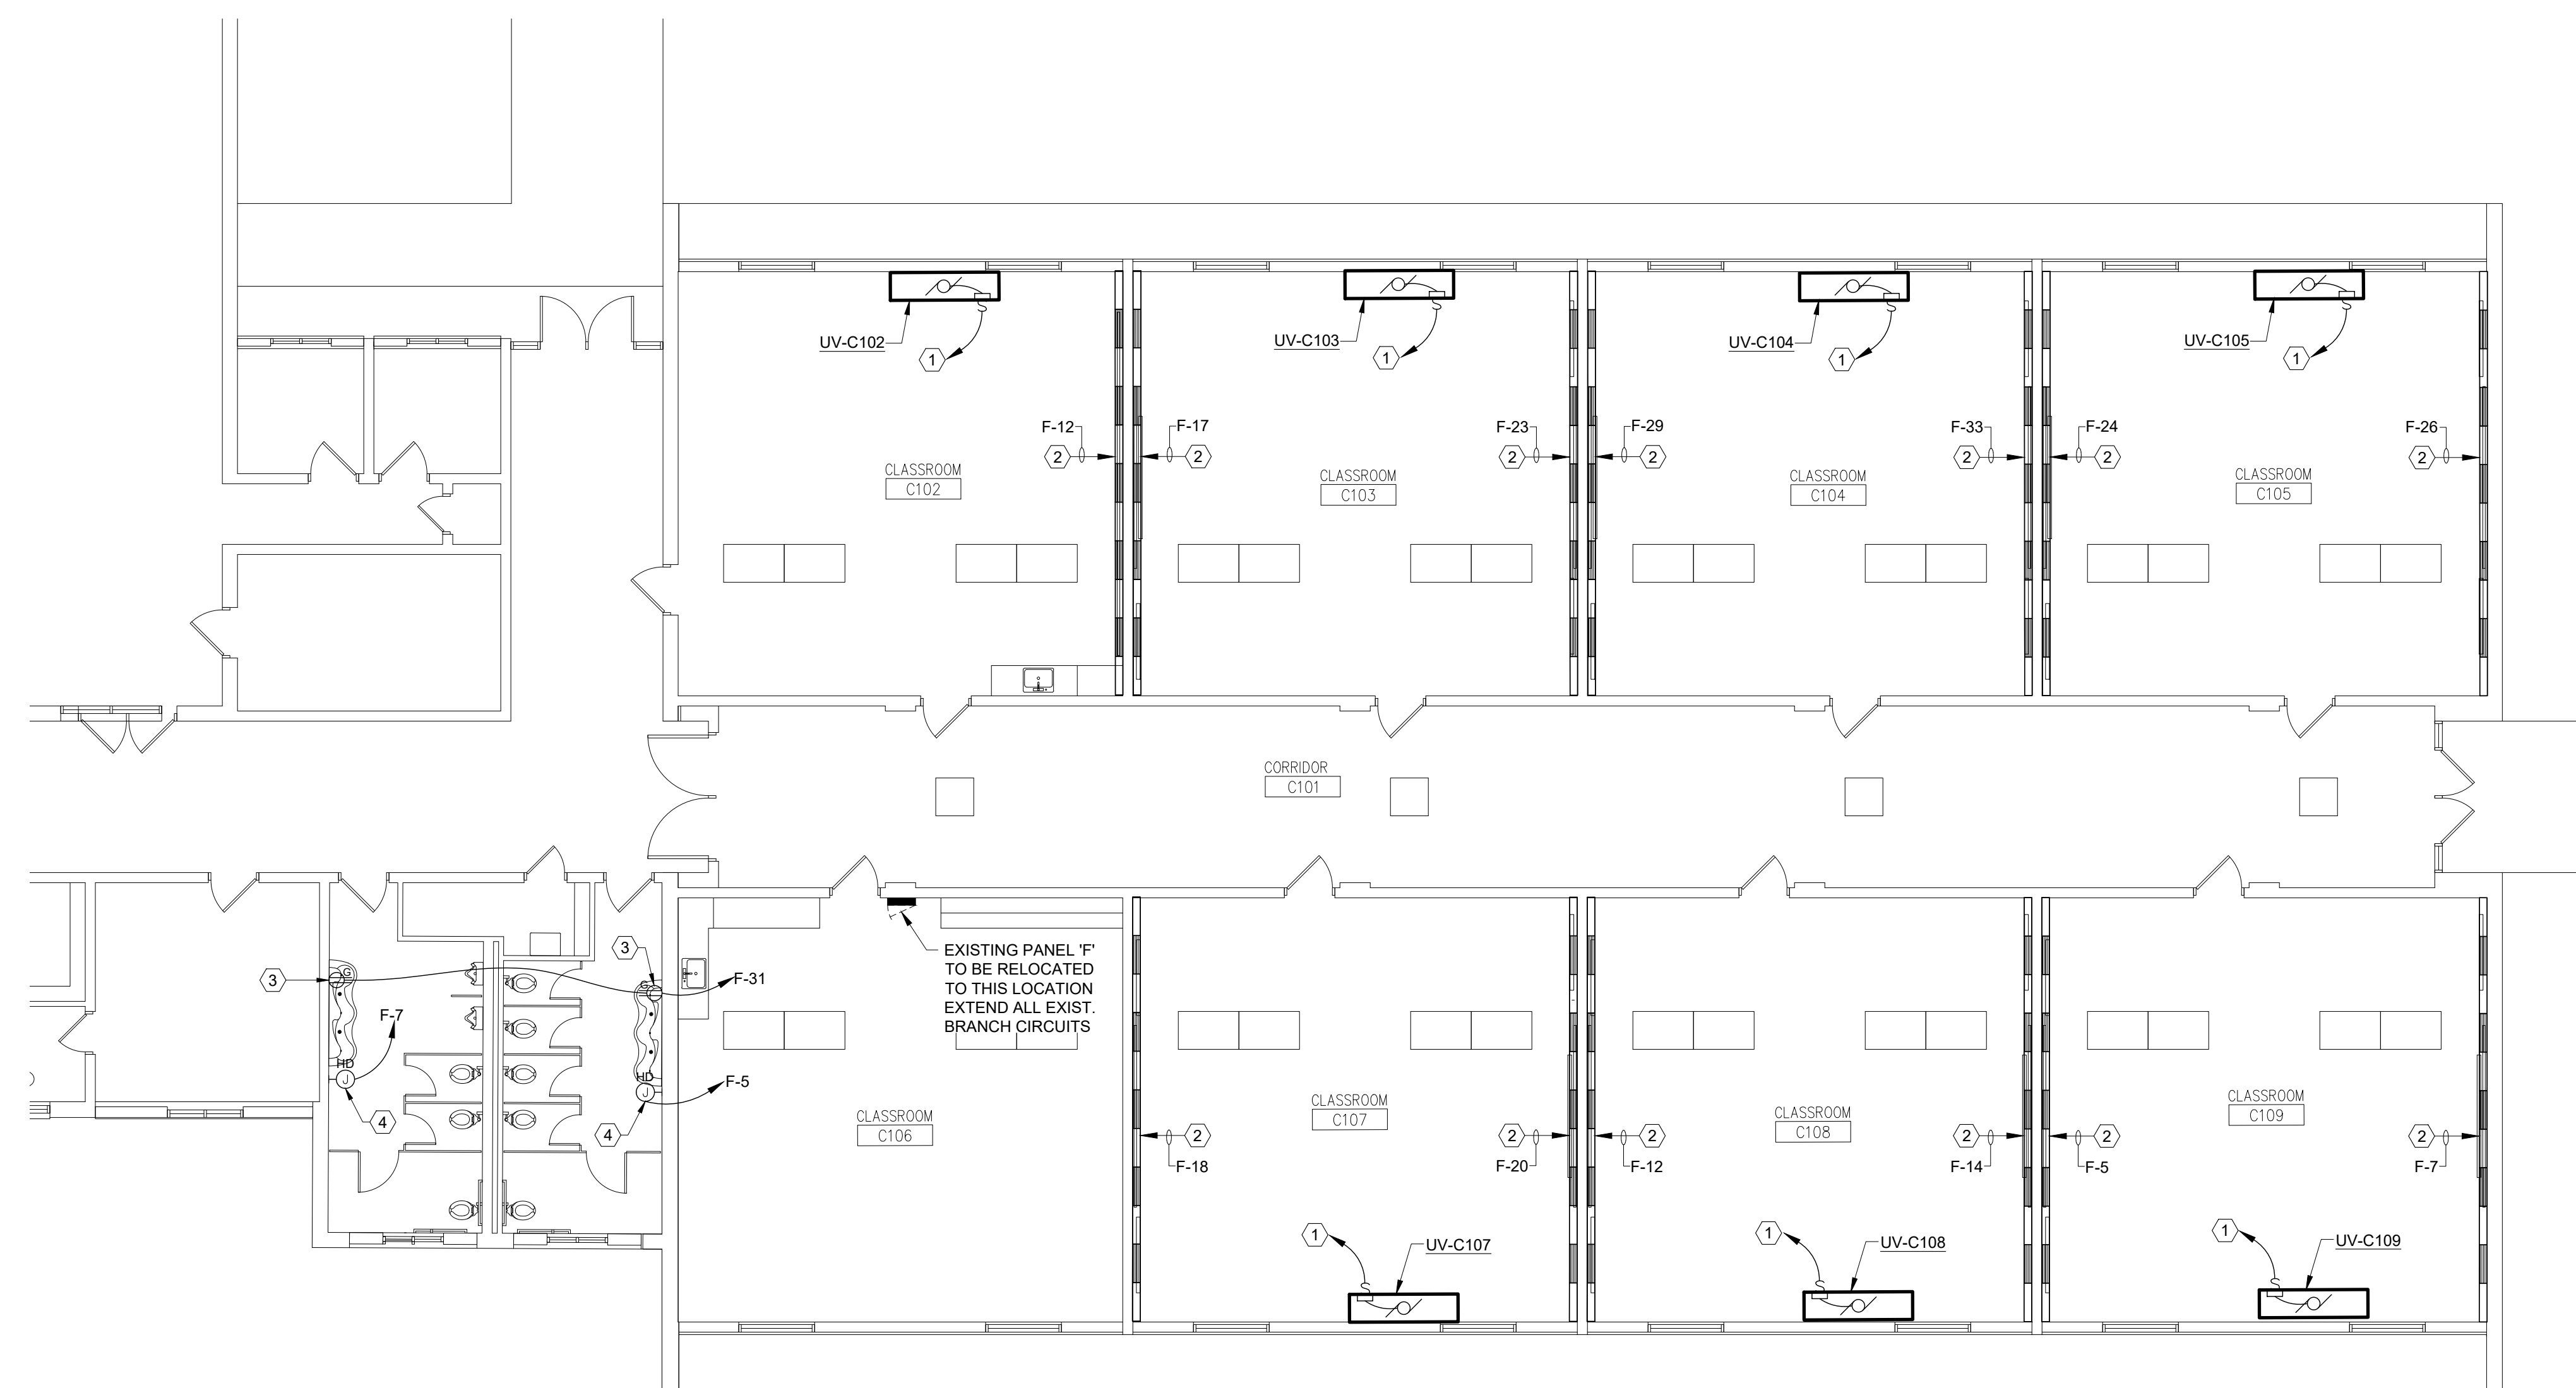 UV-C102
1
UV-C103
1
UV-C104
1
UV-C105
1
F-12
2
F-17
2
F-23
2
F-29
2
F-33
2
F-24
2
F-26
2
CLASSROOM
C102
CLASSROOM
C103
CLASSROOM
C104
CLASSROOM
C105
CORRIDOR
C101
3
G
3
G
F-31
F-7
HD
J
4
HD
J
4
F-5
EXISTING PANEL 'F'
TO BE RELOCATED
TO THIS LOCATION
EXTEND ALL EXIST.
BRANCH CIRCUITS
CLASSROOM
C106
CLASSROOM
C107
CLASSROOM
C108
CLASSROOM
C109
2
F-18
2
F-20
2
F-12
2
F-14
2
F-5
2
F-7
1
UV-C107
1
UV-C108
1
UV-C109